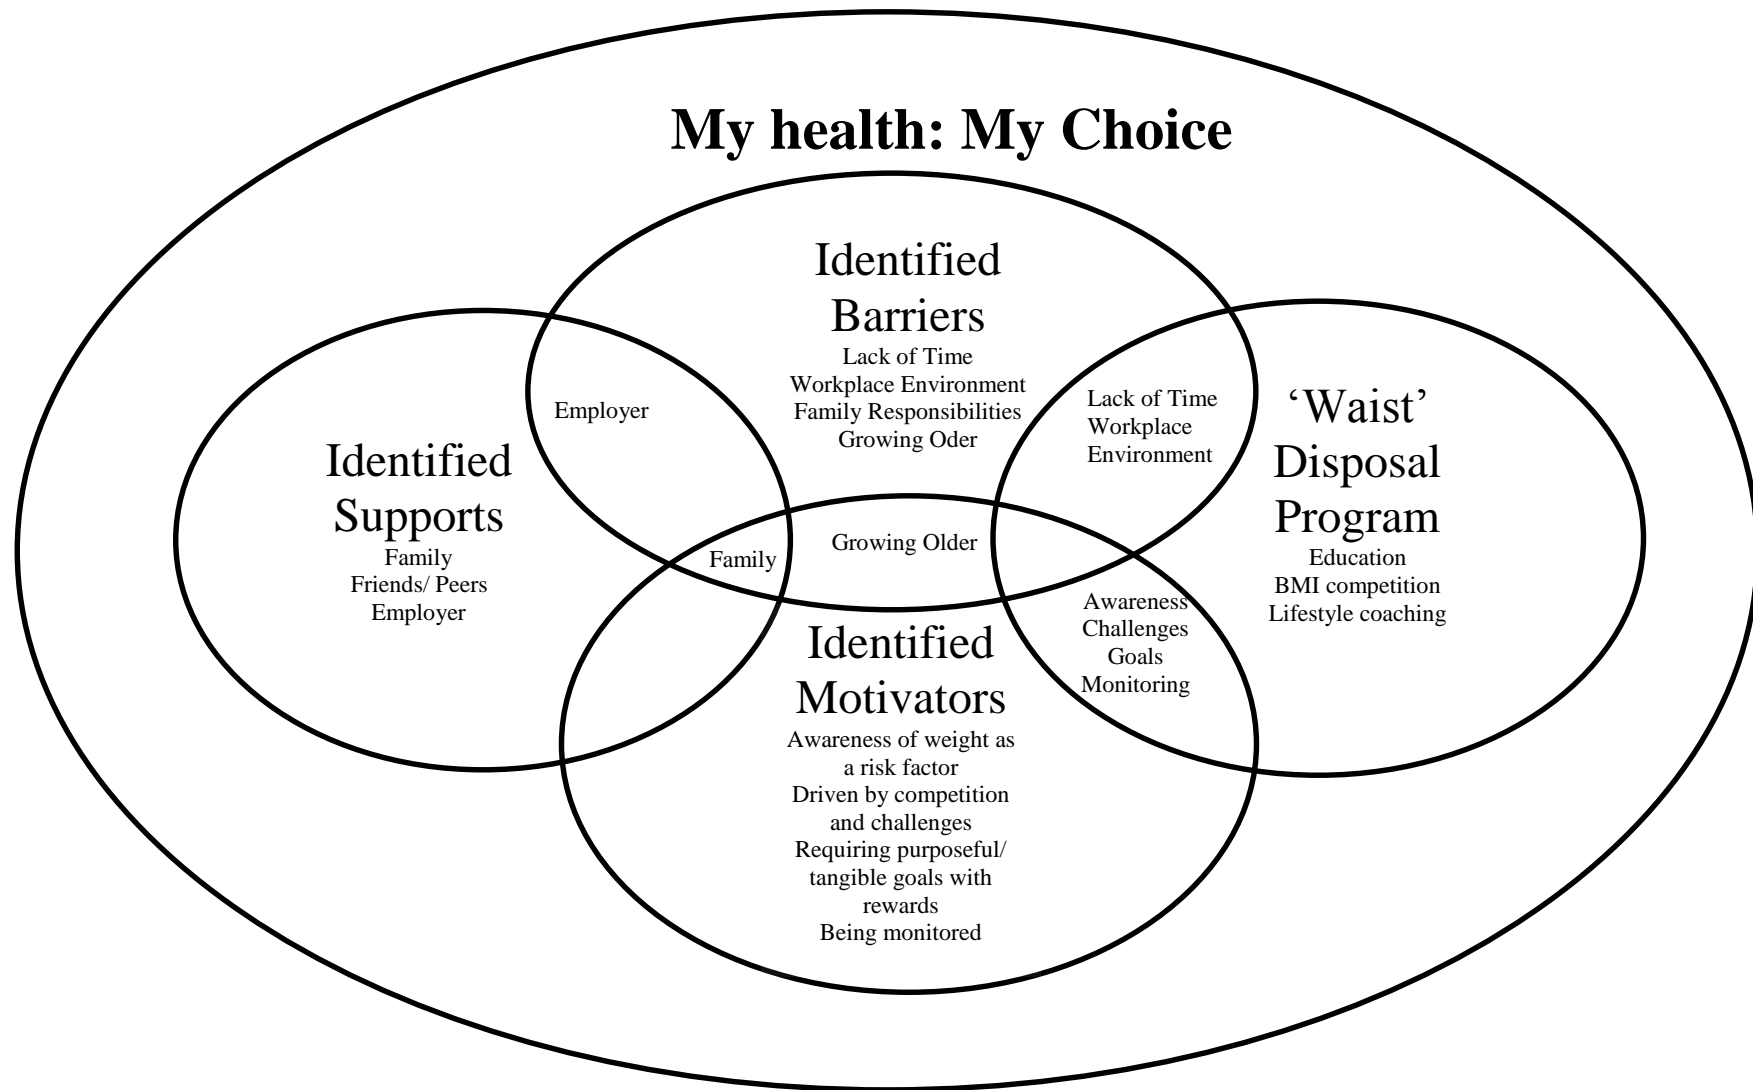 My health: My Choice
Identified
Barriers
Lack of Time
Workplace Environment
Family Responsibilities
Growing Oder
Employer
Lack of Time
Workplace
Environment
Identified
Supports
Family
Friends/ Peers
Employer
‘Waist’
Disposal
Program
Education
BMI competition
Lifestyle coaching
Family
Growing Older
Awareness
Challenges
Goals
Monitoring
Identified
Motivators
Awareness of weight as
a risk factor
Driven by competition
and challenges
Requiring purposeful/
tangible goals with
rewards
Being monitored